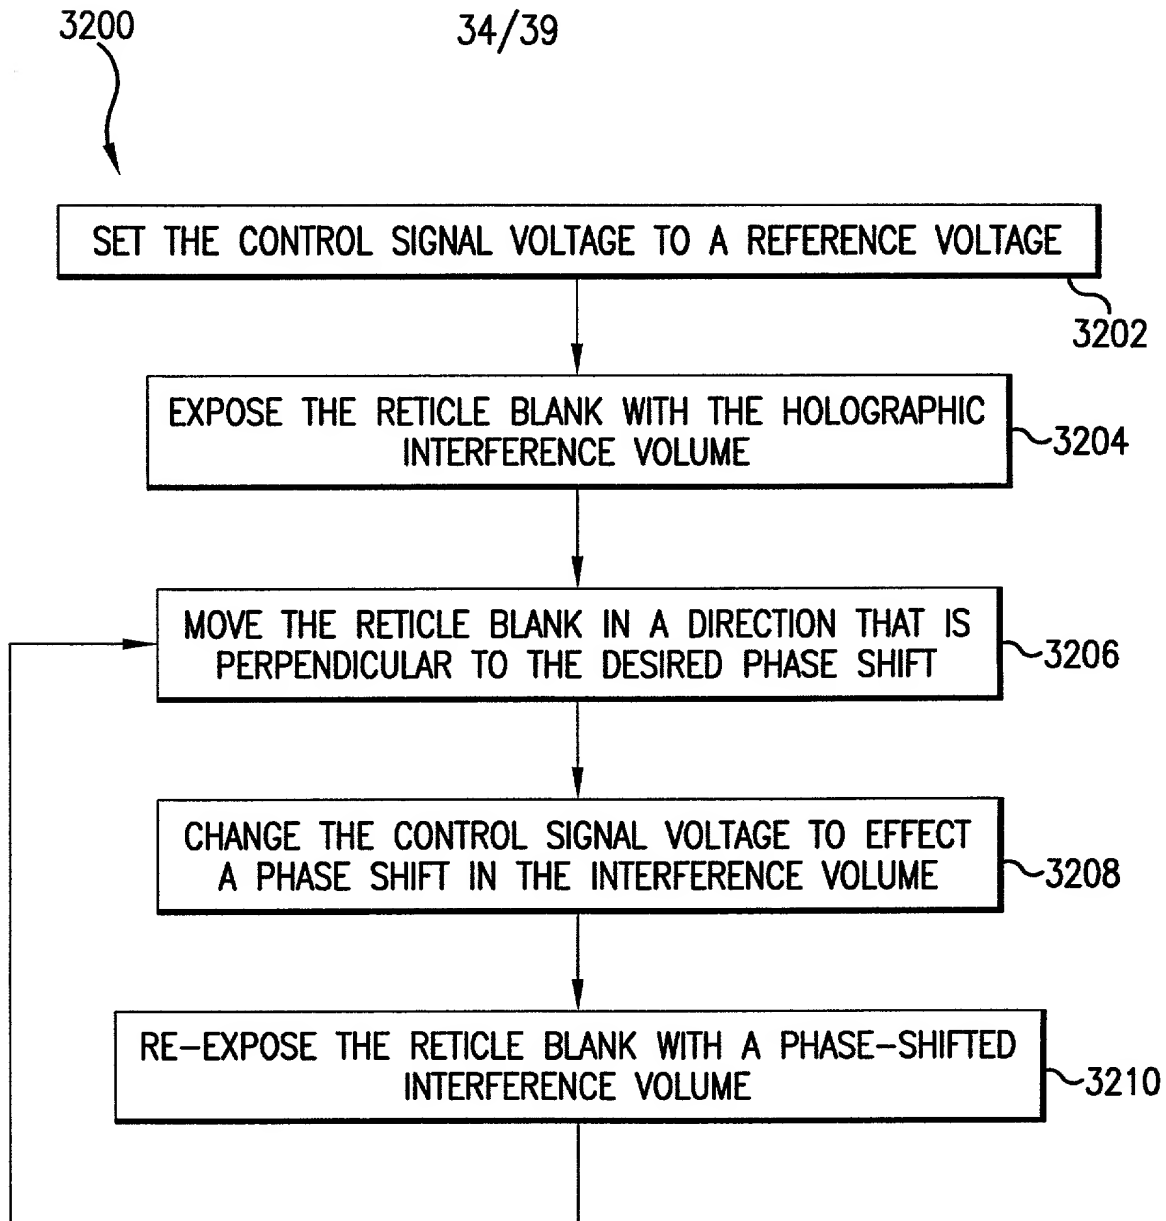 3200
34/39
SET THE CONTROL SIGNAL VOLTAGE TO A REFERENCE VOLTAGE
3202
EXPOSE THE RETICLE BLANK WITH THE HOLOGRAPHIC
INTERFERENCE VOLUME
3204
MOVE THE RETICLE BLANK IN A DIRECTION THAT IS
PERPENDICULAR TO THE DESIRED PHASE SHIFT
3206
CHANGE THE CONTROL SIGNAL VOLTAGE TO EFFECT
A PHASE SHIFT IN THE INTERFERENCE VOLUME
3208
RE-EXPOSE THE RETICLE BLANK WITH A PHASE-SHIFTED
INTERFERENCE VOLUME
3210